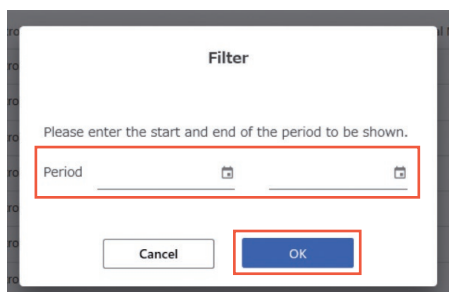 Filter
Please enter the start and end of the period to be shown.
Period
Cancel OK